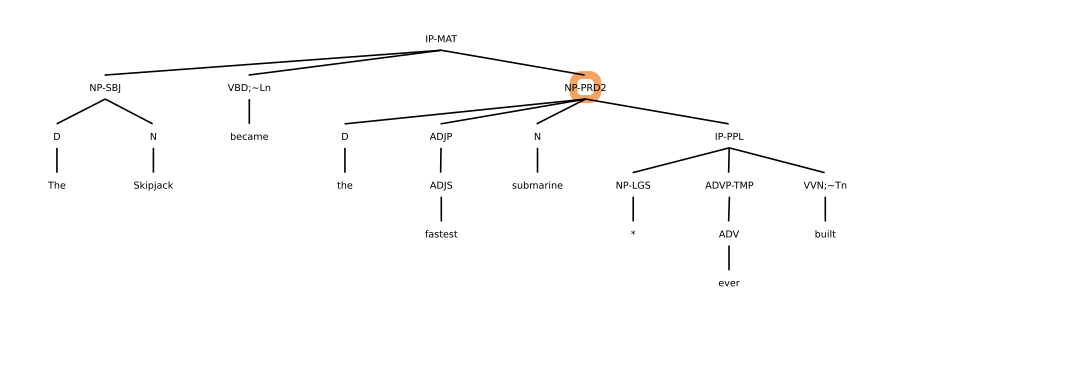 IP-MAT
NP-SBJ VBD;~Ln NP-PRD2
D N became D ADJP N IP-PPL
The Skipjack the ADJS submarine NP-LGS ADVP-TMP VVN;~Tn
fastest * ADV built
ever